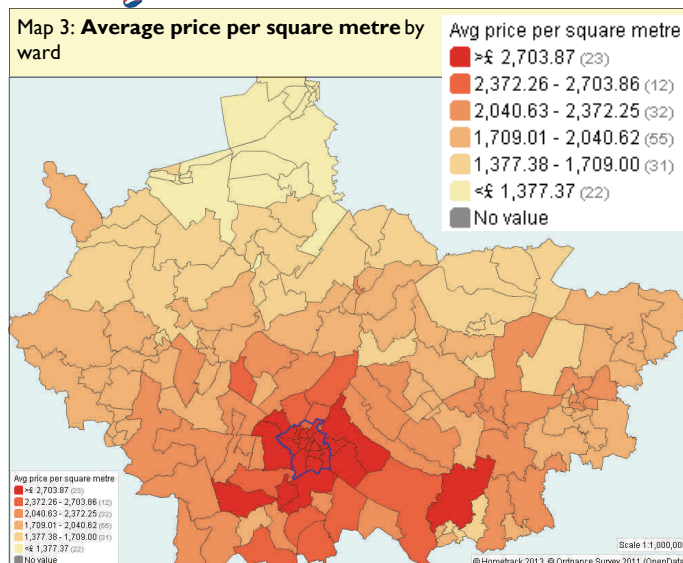 Map 3: Average price per square metre by
ward
Avg price per square metre
>£ 2,703.87 (23)
2,372.26 - 2,703.86 (12)
2,040.63 - 2,372.25 (32)
1,709.01 - 2,040.62 (55)
1,377.38 - 1,709.00 (31)
<£ 1,377.37 (22)
No value
Avg price per square metre
>£ 2,703.87 (23)
2,372.26 - 2,703.86 (12)
2,040.63 - 2,372.25 (32)
1,709.01 - 2,040.62 (55)
1,377.38 - 1,709.00 (31)
<£ 1,377.37 (22)
No value
Scale 1:1,000,00
© Hometrack 2013, © Ordnance Survey 2011 (OpenData